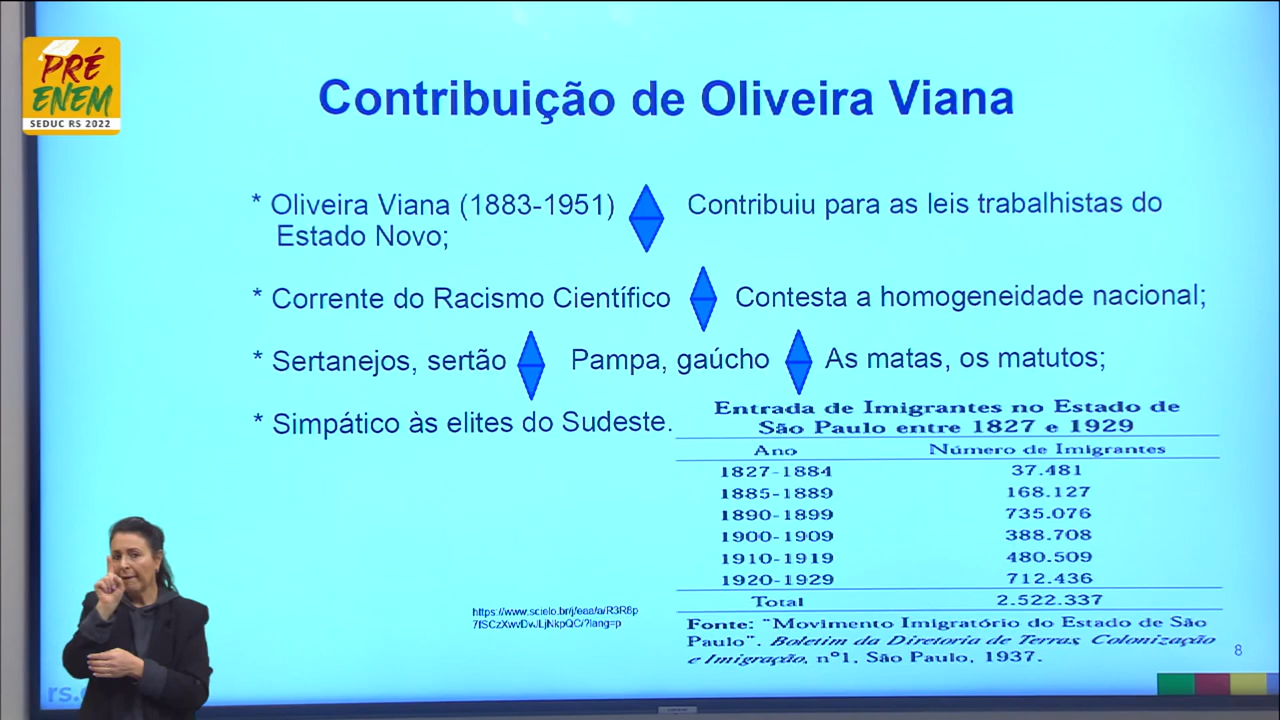 PRÉ
ENEM
SEDUC RS 2022
Contribuição de Oliveira Viana
* Oliveira Viana (1883-1951) Contribuiu para as leis trabalhistas do
Estado Novo;
* Corrente do Racismo Científico Contesta a homogeneidade nacional;
* Sertanejos, sertão Pampa, gaúcho As matas, os matutos;
* Simpático às elites do Sudeste.
Entrada de Imigrantes no Estado de
São Paulo entre 1827 e 1929
Ano Número de Imigrantes
1827-1884 37.481
1885-1889 168.127
1890-1899 735.076
1900-1909 388.708
1910-1919 480.509
1920-1929 712.436
Total 2.522.337
Fonte: "Movimento Imigratório do Estado de São
Paulo". Boletim da Diretoria de Terras, Colonização
e Imigração, nº1, São Paulo, 1937.
8